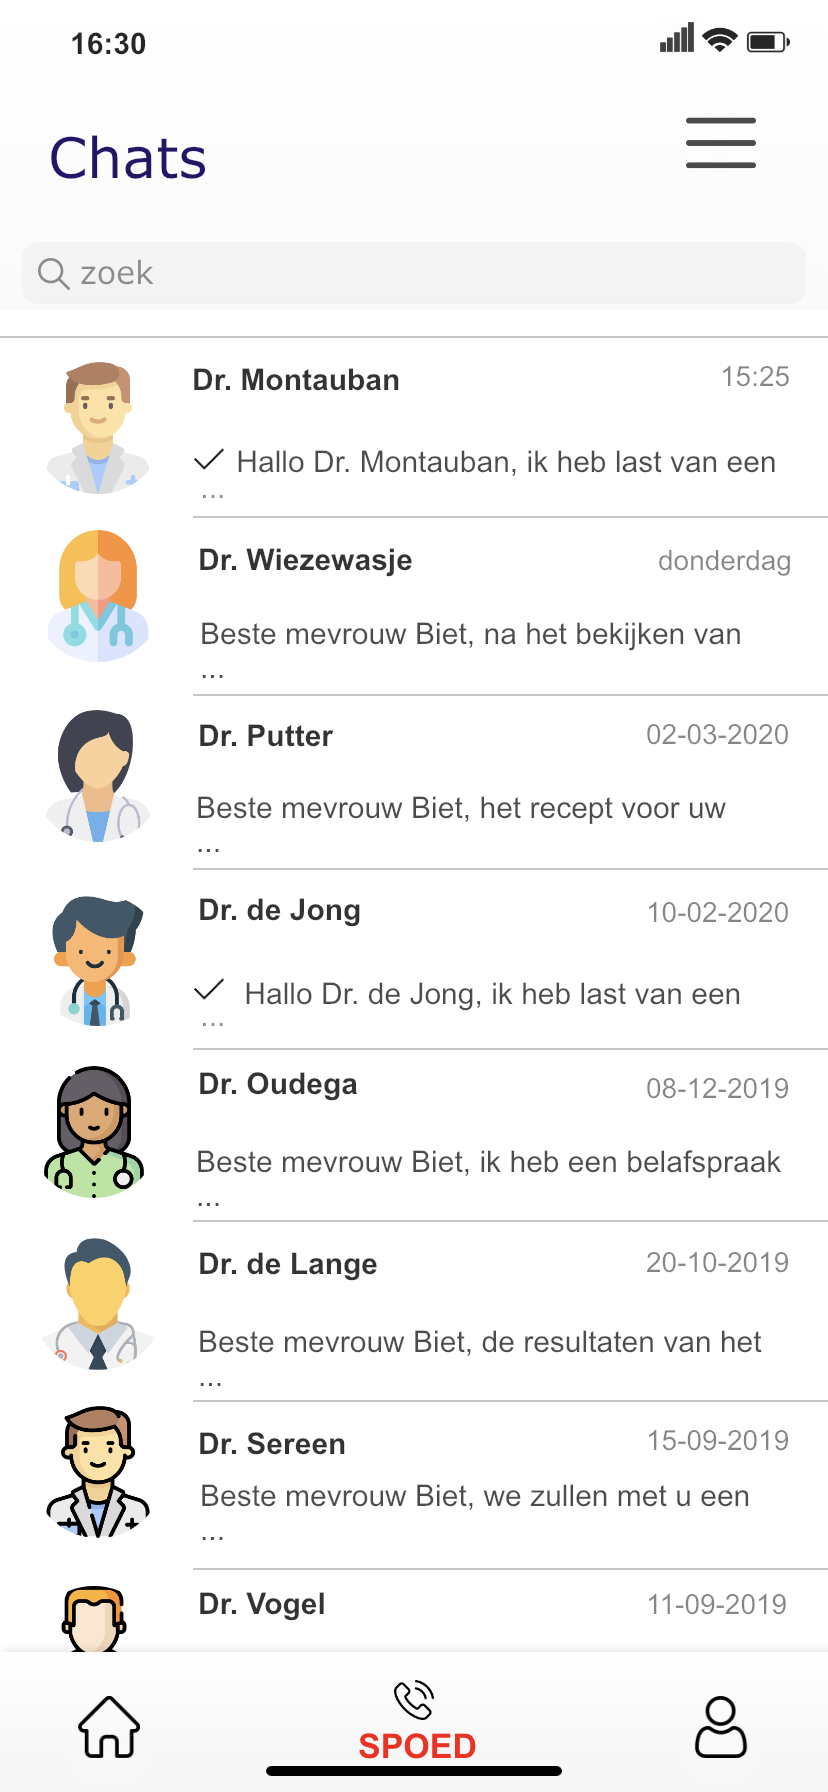 16:30
Chats
zoek
Dr. Montauban 15:25
Hallo Dr. Montauban, ik heb last van een
...
Dr. Wiezewasje donderdag
Beste mevrouw Biet, na het bekijken van
...
Dr. Putter 02-03-2020
Beste mevrouw Biet, het recept voor uw
...
Dr. de Jong 10-02-2020
Hallo Dr. de Jong, ik heb last van een
...
Dr. Oudega 08-12-2019
Beste mevrouw Biet, ik heb een belafspraak
...
Dr. de Lange 20-10-2019
Beste mevrouw Biet, de resultaten van het
...
Dr. Sereen 15-09-2019
Beste mevrouw Biet, we zullen met u een
...
Dr. Vogel 11-09-2019
SPOED